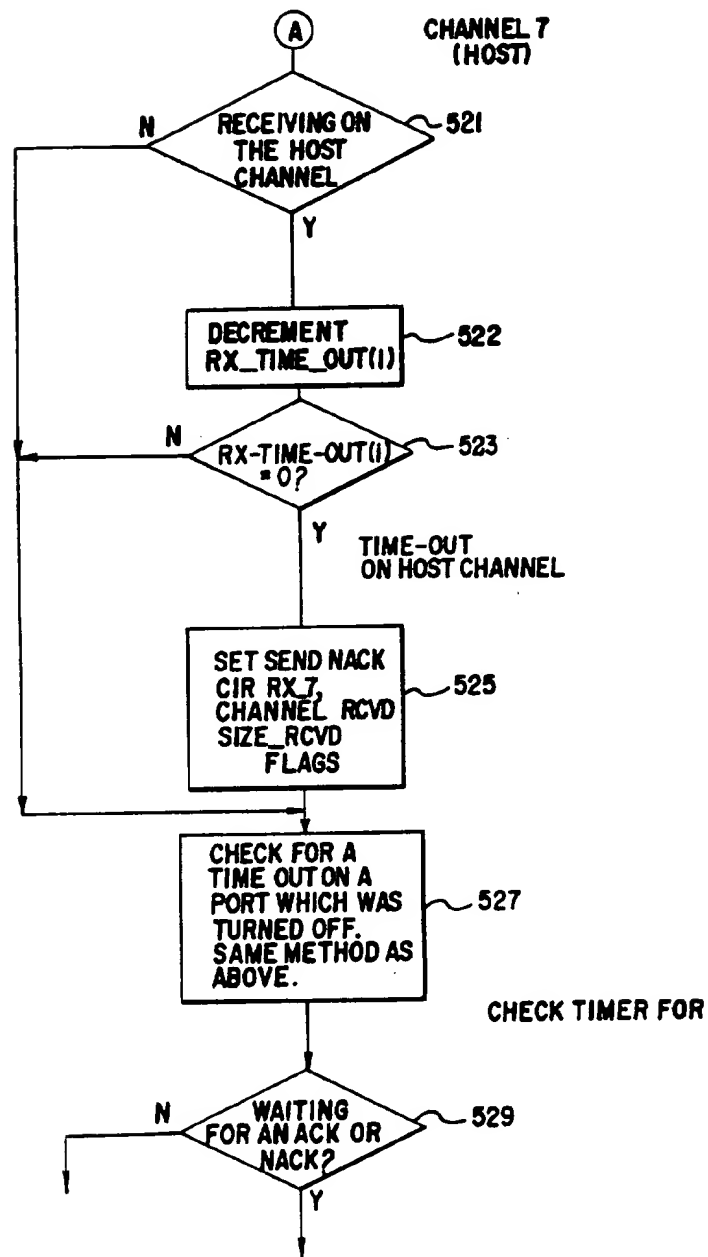 A
CHANNEL 7
(HOST)
RECEIVING ON
THE HOST
CHANNEL
521
N
Y
DECREMENT
RX_TIME_OUT(I)
522
N
RX-TIME-OUT(I)
= 0?
523
Y
TIME-OUT
ON HOST CHANNEL
SET SEND NACK
CIR RX_7,
CHANNEL RCVD
SIZE_RCVD
FLAGS
525
CHECK FOR A
TIME OUT ON A
PORT WHICH WAS
TURNED OFF.
SAME METHOD AS
ABOVE.
527
CHECK TIMER FOR
N
WAITING
FOR AN ACK OR
NACK?
529
Y